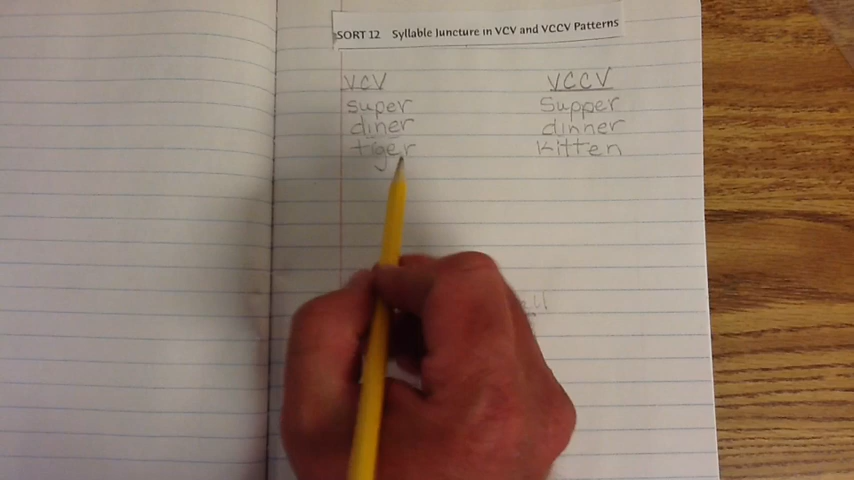 SORT 12 Syllable Juncture in VCV and VCCV Patterns
VCV VCCV
super Supper
diner dinner
tiger Kitten